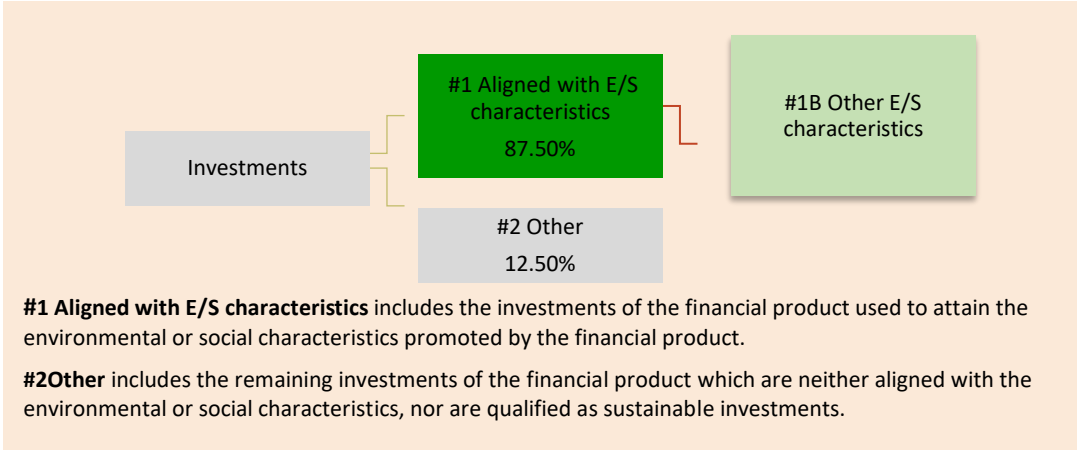 #1 Aligned with E/S
characteristics
87.50%
#1B Other E/S
characteristics
Investments
#2 Other
12.50%
#1 Aligned with E/S characteristics includes the investments of the financial product used to attain the
environmental or social characteristics promoted by the financial product.
#2Other includes the remaining investments of the financial product which are neither aligned with the
environmental or social characteristics, nor are qualified as sustainable investments.